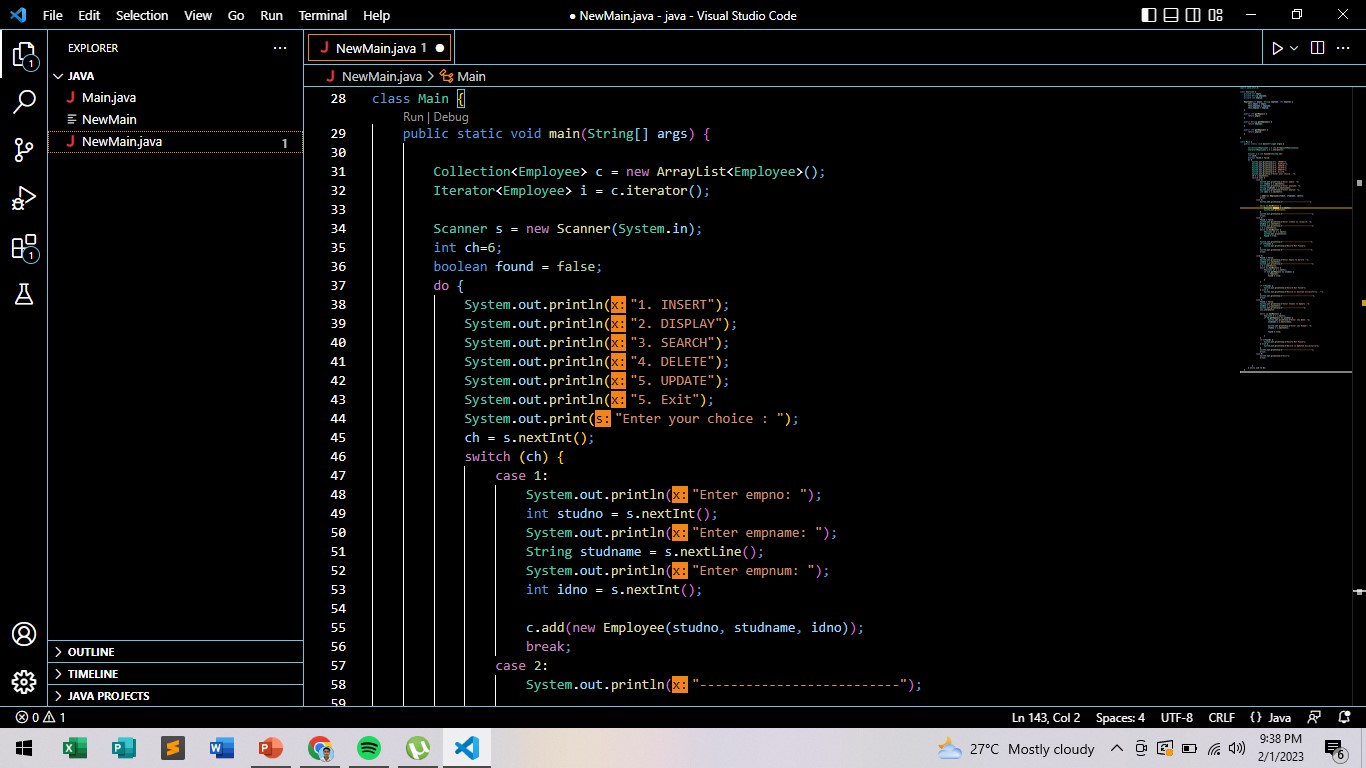 File Edit Selection View Go Run Terminal Help
● NewMain.java - java - Visual Studio Code
EXPLORER
JAVA
Main.java
NewMain
NewMain.java 1
OUTLINE
TIMELINE
JAVA PROJECTS
1
1
NewMain.java 1 ●
NewMain.java > Main
28 class Main {
Run | Debug
29 public static void main(String[] args) {
30
31 Collection<Employee> c = new ArrayList<Employee>();
32 Iterator<Employee> i = c.iterator();
33
34 Scanner s = new Scanner(System.in);
35 int ch=6;
36 boolean found = false;
37 do {
38 System.out.println(x: "1. INSERT");
39 System.out.println(x: "2. DISPLAY");
40 System.out.println(x: "3. SEARCH");
41 System.out.println(x: "4. DELETE");
42 System.out.println(x: "5. UPDATE");
43 System.out.println(x: "5. Exit");
44 System.out.print(s: "Enter your choice : ");
45 ch = s.nextInt();
46 switch (ch) {
47 case 1:
48 System.out.println(x: "Enter empno: ");
49 int studno = s.nextInt();
50 System.out.println(x: "Enter empname: ");
51 String studname = s.nextLine();
52 System.out.println(x: "Enter empnum: ");
53 int idno = s.nextInt();
54
55 c.add(new Employee(studno, studname, idno));
56 break;
57 case 2:
58 System.out.println(x: "--------------------------");
59
0 1
Ln 143, Col 2 Spaces: 4 UTF-8 CRLF {} Java
27°C Mostly cloudy
9:38 PM
2/1/2023
6